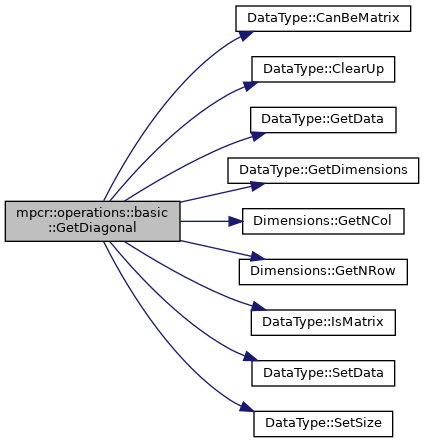 mpcr::operations::basic
::GetDiagonal
DataType::CanBeMatrix
DataType::ClearUp
DataType::GetData
DataType::GetDimensions
Dimensions::GetNCol
Dimensions::GetNRow
DataType::IsMatrix
DataType::SetData
DataType::SetSize